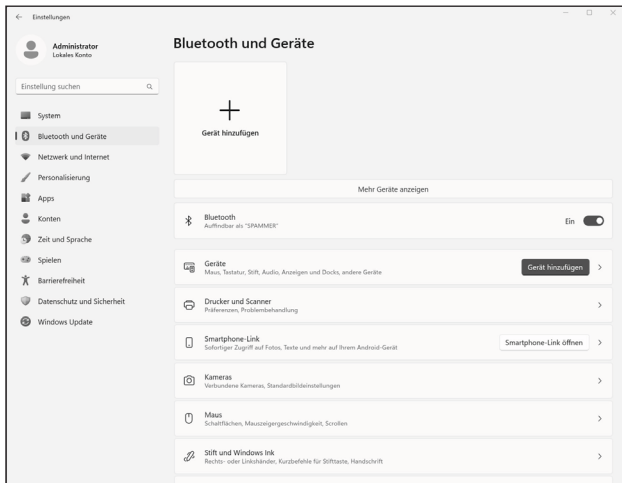 Einstellungen
Administrator
Lokales Konto
Einstellung suchen
System
Bluetooth und Geräte
Netzwerk und Internet
Personalisierung
Apps
Konten
Zeit und Sprache
Spielen
Barrierefreiheit
Datenschutz und Sicherheit
Windows Update
Bluetooth und Geräte
Gerät hinzufügen
Mehr Geräte anzeigen
Bluetooth
Auffindbar als "SPAMMER"
Ein
Geräte
Maus, Tastatur, Stift, Audio, Anzeigen und Docks, andere Geräte
Gerät hinzufügen
Drucker und Scanner
Präferenzen, Problembehandlung
Smartphone-Link
Sofortiger Zugriff auf Fotos, Texte und mehr auf Ihrem Android-Gerät
Smartphone-Link öffnen
Kameras
Verbundene Kameras, Standardbildeinstellungen
Maus
Schaltflächen, Mauszeigergeschwindigkeit, Scrollen
Stift und Windows Ink
Rechts- oder Linkshänder, Kurzbefehle für Stifttaste, Handschrift